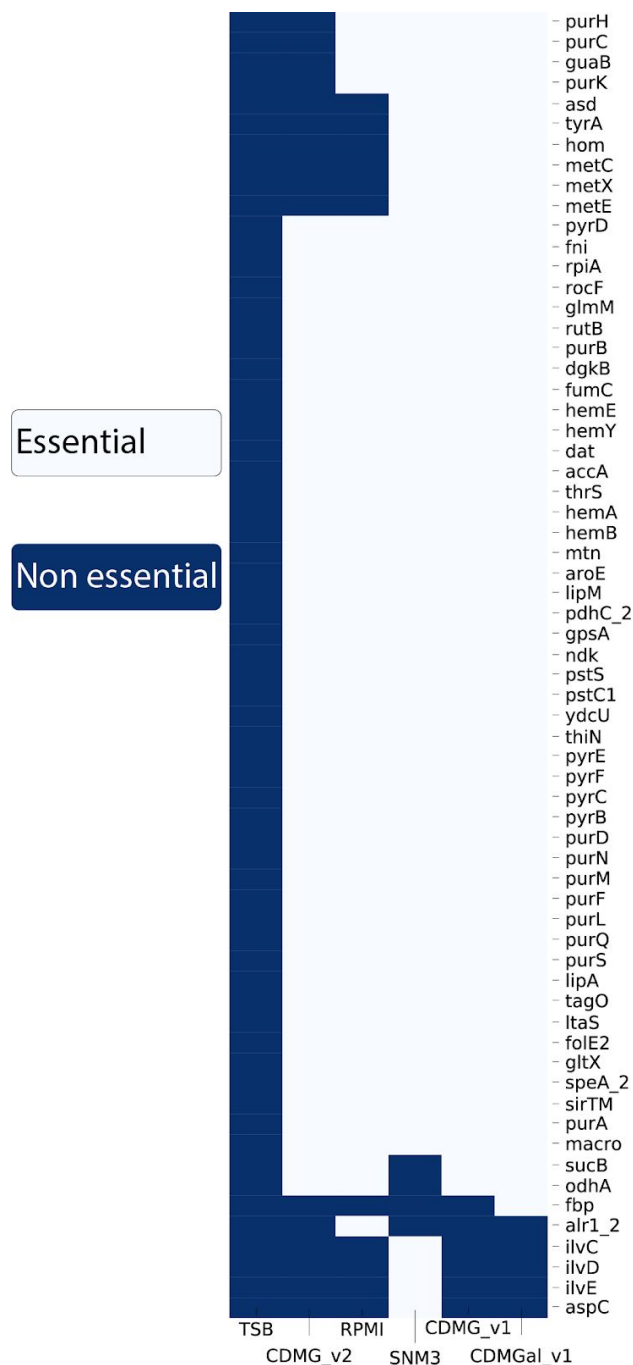 purH
purC
guaB
purK
asd
tyrA
hom
metC
metX
metE
pyrD
fni
rpiA
rocF
glmM
rutB
purB
dgkB
fumC
hemE
hemY
dat
accA
thrS
hemA
hemB
mtn
aroE
lipM
pdhC_2
gpsA
ndk
pstS
pstC1
ydcU
thiN
pyrE
pyrF
pyrC
pyrB
purD
purN
purM
purF
purL
purQ
purS
lipA
tagO
ltaS
folE2
gltX
speA_2
sirTM
purA
macro
sucB
odhA
fbp
alr1_2
ilvC
ilvD
ilvE
aspC
Essential
Non essential
TSB RPMI CDMG_v1
CDMG_v2 SNM3 CDMGal_v1